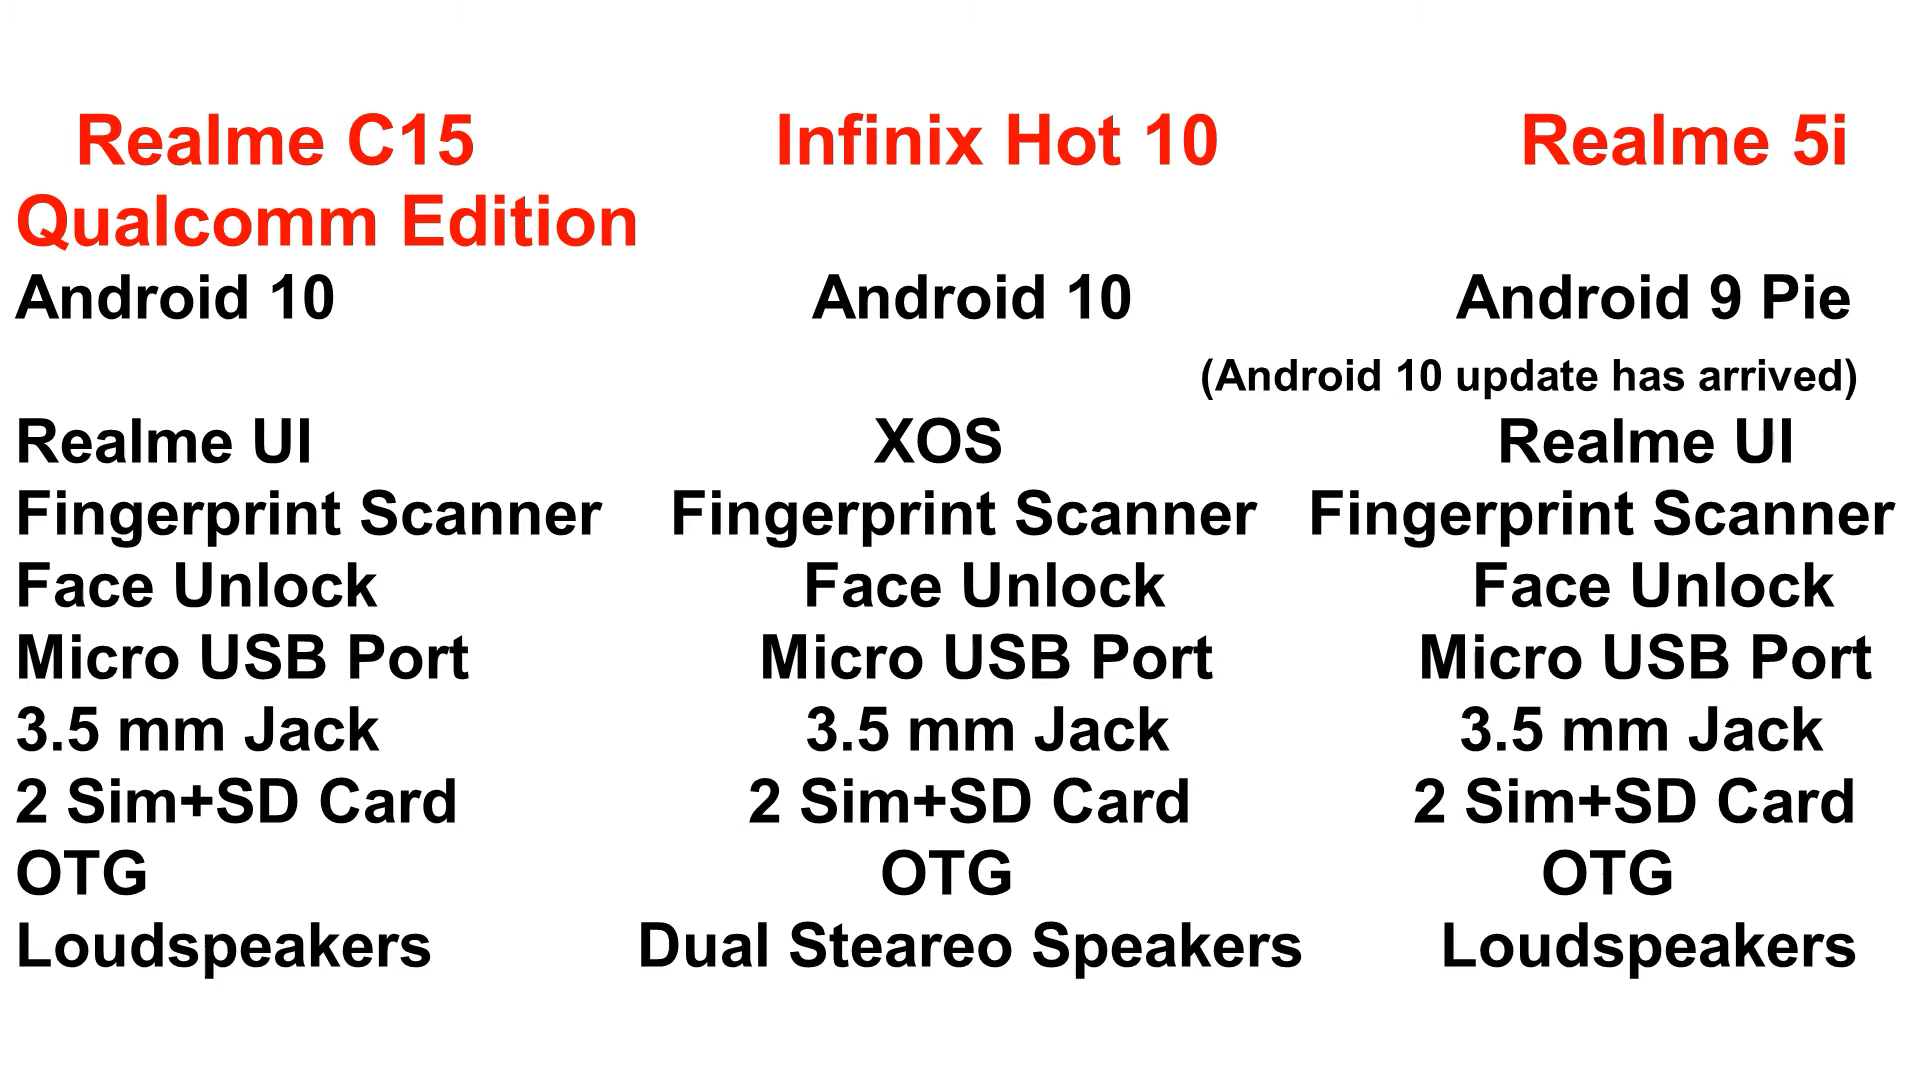 Realme C15 Infinix Hot 10 Realme 5i
Qualcomm Edition
Android 10 Android 10 Android 9 Pie
(Android 10 update has arrived)
Realme UI XOS Realme UI
Fingerprint Scanner Fingerprint Scanner Fingerprint Scanner
Face Unlock Face Unlock Face Unlock
Micro USB Port Micro USB Port Micro USB Port
3.5 mm Jack 3.5 mm Jack 3.5 mm Jack
2 Sim+SD Card 2 Sim+SD Card 2 Sim+SD Card
OTG OTG OTG
Loudspeakers Dual Steareo Speakers Loudspeakers